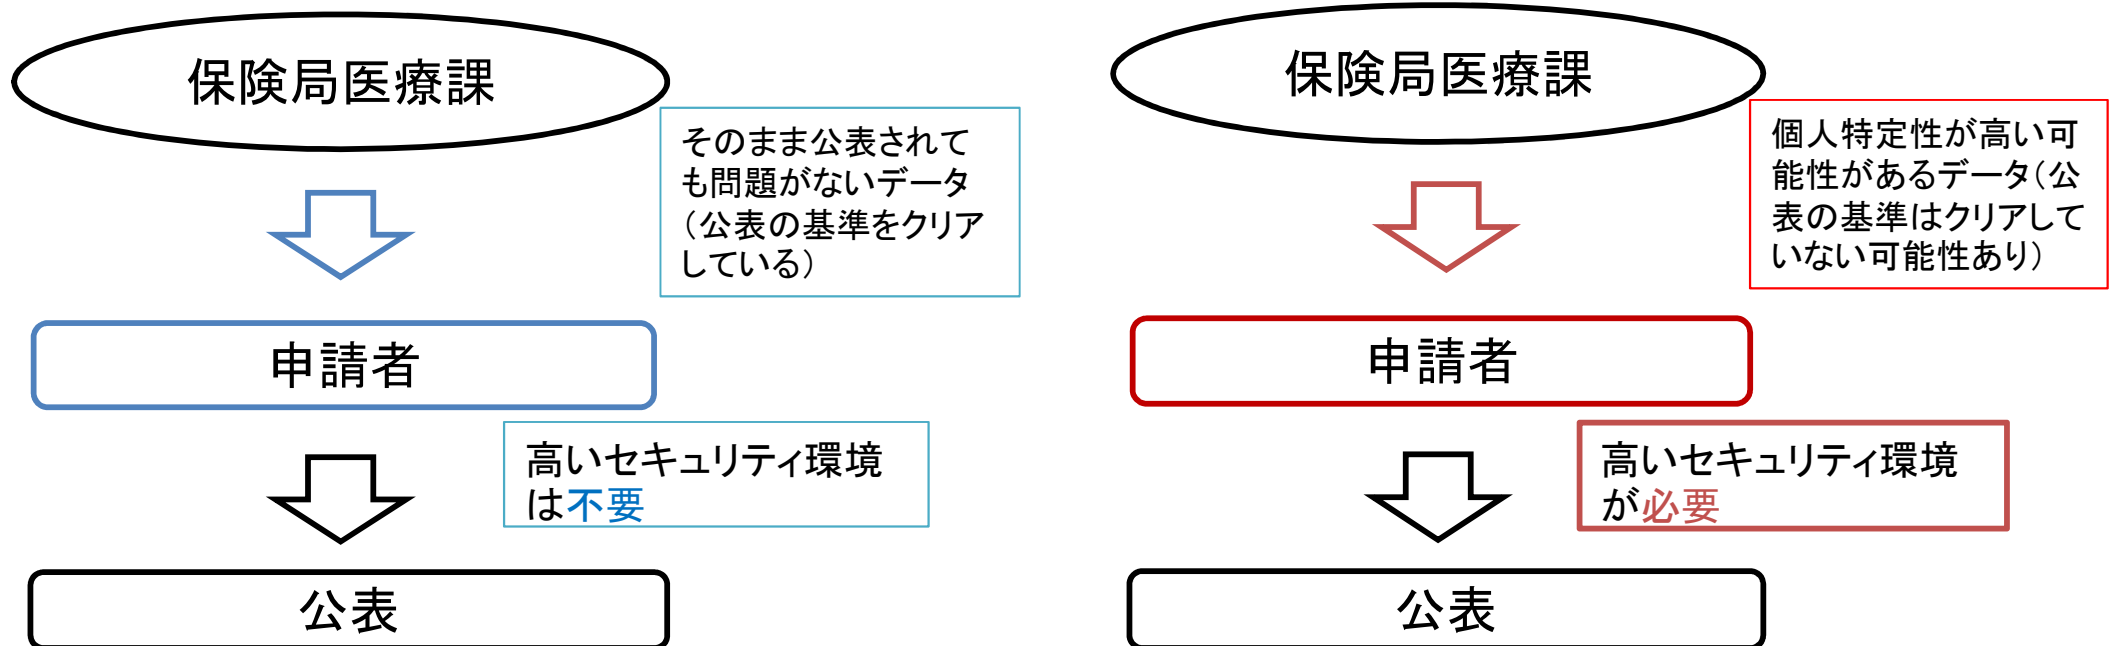 保険局医療課
そのまま公表されて
も問題がないデータ
（公表の基準をクリア
している）
申請者
高いセキュリティ環境
は不要
公表
保険局医療課
個人特定性が高い可
能性があるデータ（公
表の基準はクリアして
いない可能性あり）
申請者
高いセキュリティ環境
が必要
公表